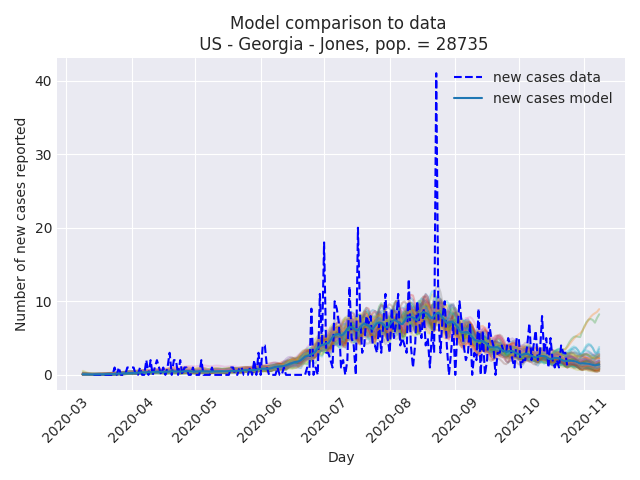 Model comparison to data
US - Georgia - Jones, pop. = 28735
new cases data
new cases model
Number of new cases reported
40
30
20
10
0
2020-03
2020-04
2020-05
2020-06
2020-07
2020-08
2020-09
2020-10
2020-11
Day